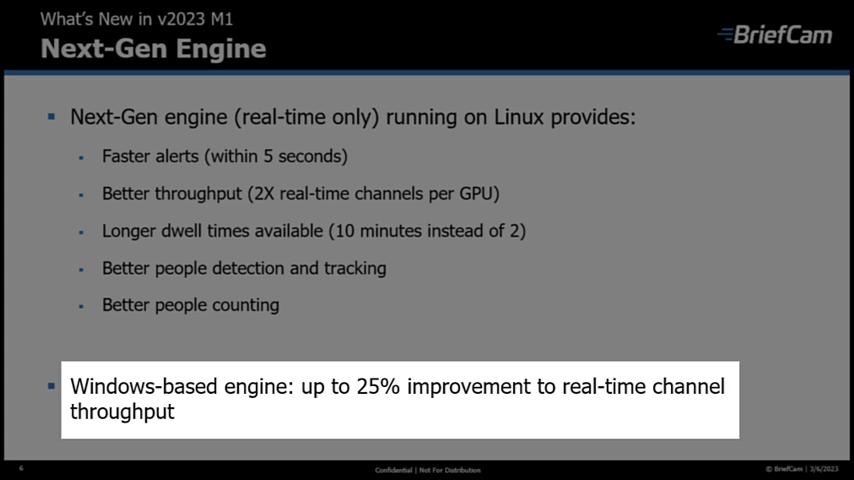 What's New in v2023 M1
Next-Gen Engine
BriefCam
Next-Gen engine (real-time only) running on Linux provides:
Faster alerts (within 5 seconds)
Better throughput (2X real-time channels per GPU)
Longer dwell times available (10 minutes instead of 2)
Better people detection and tracking
Better people counting
Windows-based engine: up to 25% improvement to real-time channel
throughput
6
Confidential | Not For Distribution
© BriefCam | 3/6/2023